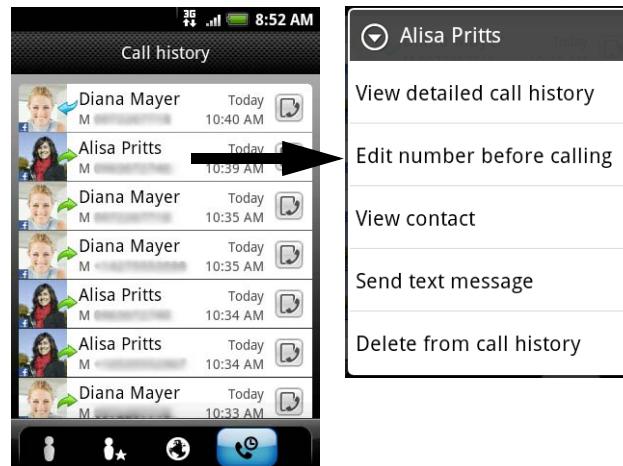 3G 8:52 AM
Call history
Diana Mayer Today
M 10:40 AM
Alisa Pritts Today
M 10:39 AM
Diana Mayer Today
M 10:35 AM
Diana Mayer Today
M 10:35 AM
Alisa Pritts Today
M 10:34 AM
Alisa Pritts Today
M 10:34 AM
Diana Mayer Today
M 10:33 AM
Alisa Pritts
View detailed call history
Edit number before calling
View contact
Send text message
Delete from call history